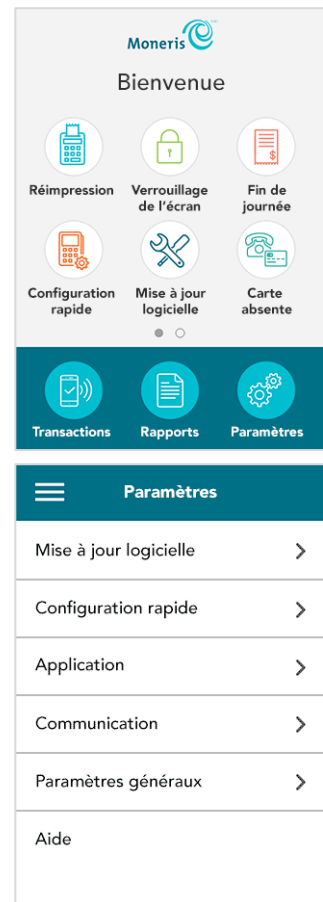 Moneris
Bienvenue
Réimpression
Verrouillage
de l'écran
Fin de
journée
Configuration
rapide
Mise à jour
logicielle
Carte
absente
Transactions
Rapports
Paramètres
Paramètres
Mise à jour logicielle
Configuration rapide
Application
Communication
Paramètres généraux
Aide